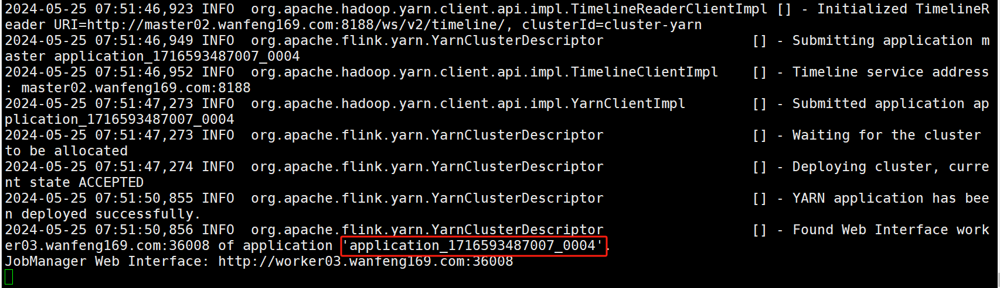 2024-05-25 07:51:46,923 INFO  org.apache.hadoop.yarn.client.api.impl.TimelineReaderClientImpl [] - Initialized TimelineR
eader URI=http://master02.wanfeng169.com:8188/ws/v2/timeline/, clusterId=cluster-yarn
2024-05-25 07:51:46,949 INFO  org.apache.flink.yarn.YarnClusterDescriptor                  [] - Submitting application m
aster application_1716593487007_0004
2024-05-25 07:51:46,952 INFO  org.apache.hadoop.yarn.client.api.impl.TimelineClientImpl    [] - Timeline service address
: master02.wanfeng169.com:8188
2024-05-25 07:51:47,273 INFO  org.apache.hadoop.yarn.client.api.impl.YarnClientImpl        [] - Submitted application ap
plication_1716593487007_0004
2024-05-25 07:51:47,273 INFO  org.apache.flink.yarn.YarnClusterDescriptor                  [] - Waiting for the cluster
to be allocated
2024-05-25 07:51:47,274 INFO  org.apache.flink.yarn.YarnClusterDescriptor                  [] - Deploying cluster, curre
nt state ACCEPTED
2024-05-25 07:51:50,855 INFO  org.apache.flink.yarn.YarnClusterDescriptor                  [] - YARN application has bee
n deployed successfully.
2024-05-25 07:51:50,856 INFO  org.apache.flink.yarn.YarnClusterDescriptor                  [] - Found Web Interface work
er03.wanfeng169.com:36008 of application 'application_1716593487007_0004'.
JobManager Web Interface: http://worker03.wanfeng169.com:36008